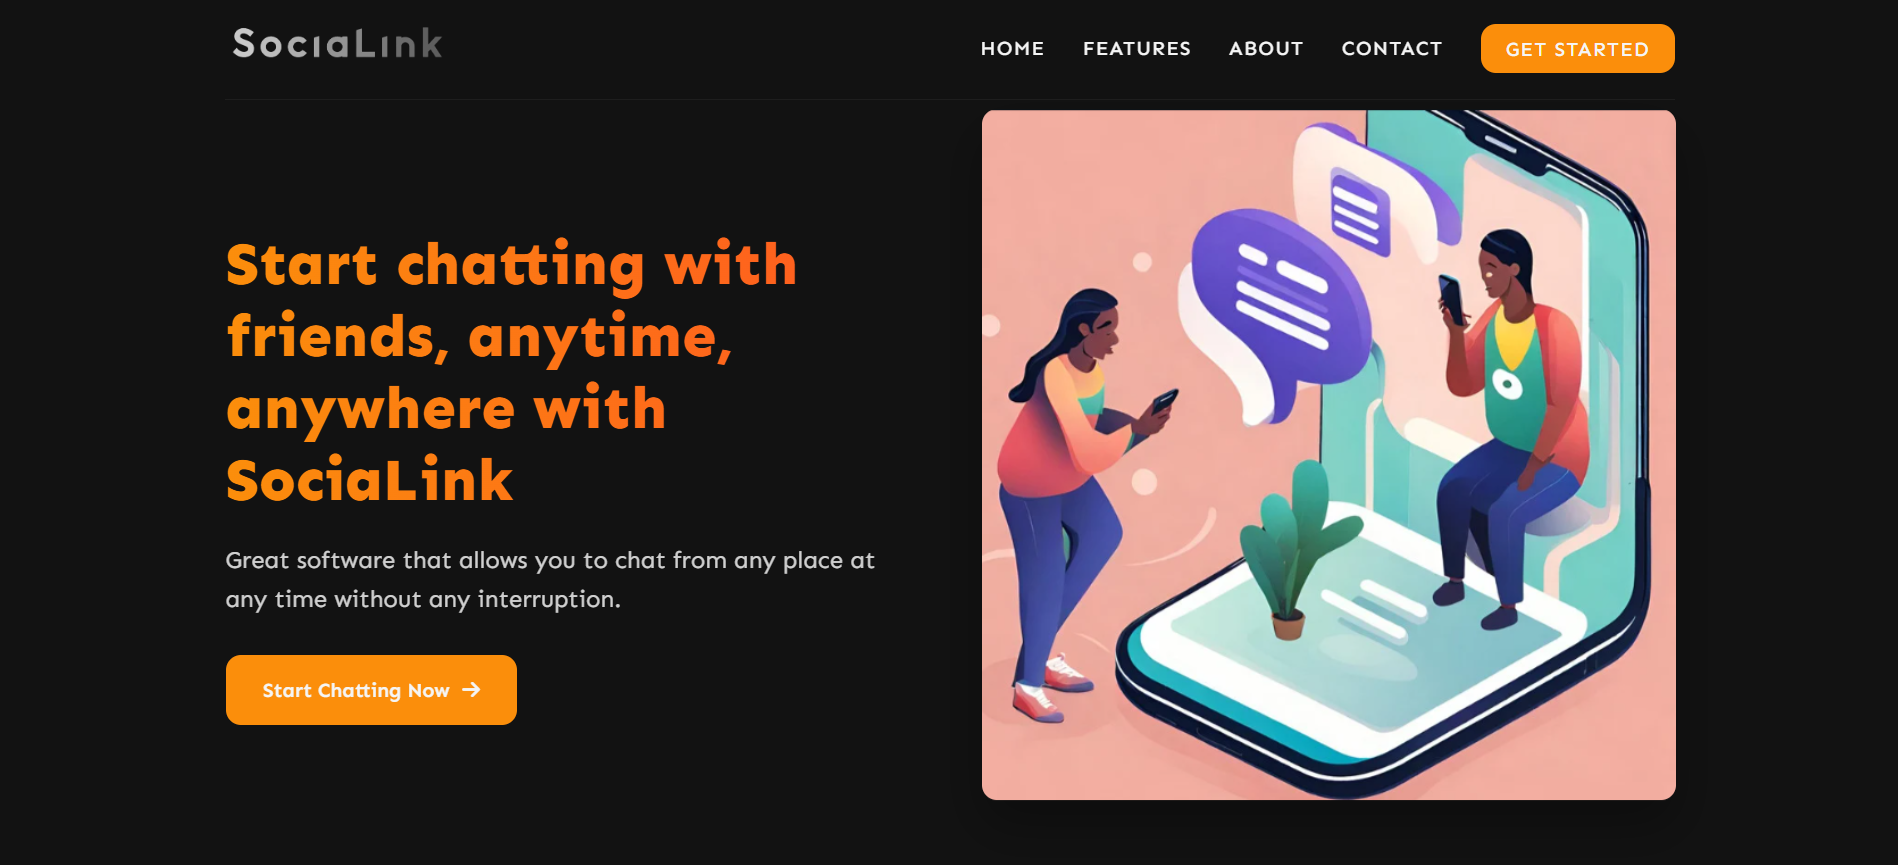 SociaLink
HOME FEATURES ABOUT CONTACT GET STARTED
Start chatting with
friends, anytime,
anywhere with
SociaLink
Great software that allows you to chat from any place at
any time without any interruption.
Start Chatting Now →